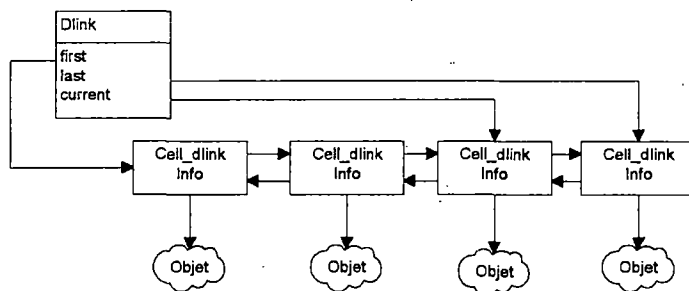 Dlink
first
last
current
Cell_dlink
Info
Cell_dlink
Info
Cell_dlink
Info
Cell_dlink
Info
Objet
Objet
Objet
Objet